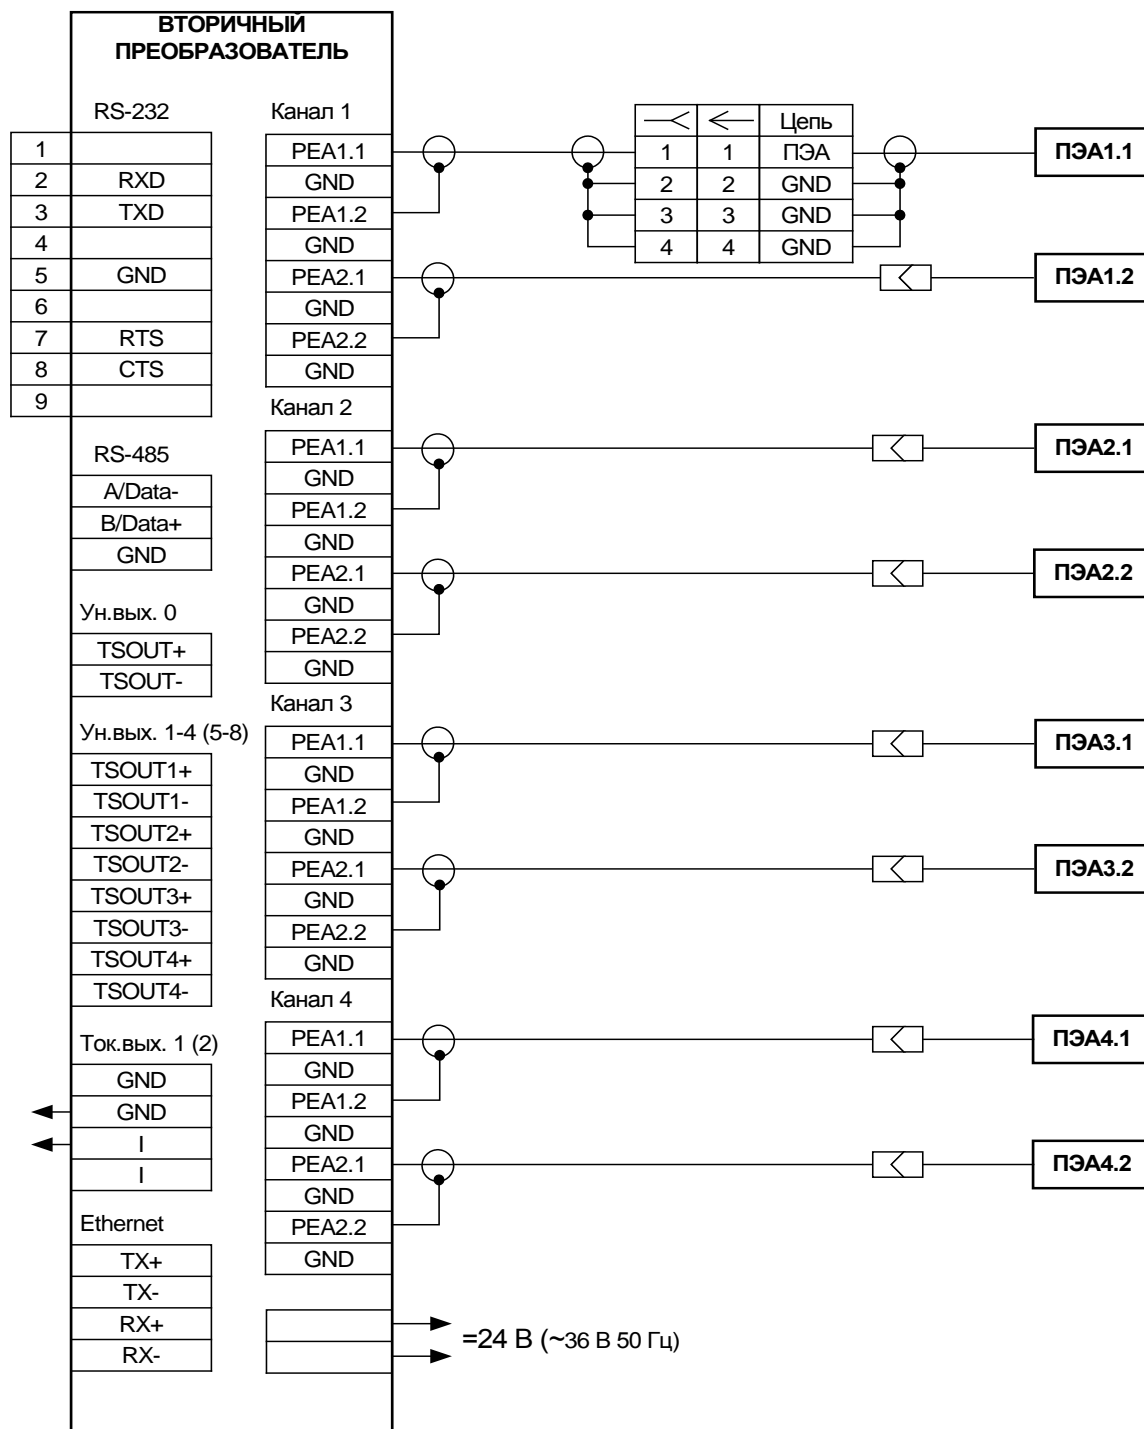 ВТОРИЧНЫЙ
ПРЕОБРАЗОВАТЕЛЬ
RS-232
1
2 RXD
3 TXD
4
5 GND
6
7 RTS
8 CTS
9
RS-485
A/Data-
B/Data+
GND
Ун.вых. 0
TSOUT+
TSOUT-
Ун.вых. 1-4 (5-8)
TSOUT1+
TSOUT1-
TSOUT2+
TSOUT2-
TSOUT3+
TSOUT3-
TSOUT4+
TSOUT4-
Ток.вых. 1 (2)
GND
GND
I
I
Ethernet
TX+
TX-
RX+
RX-
Канал 1
PEA1.1
GND
PEA1.2
GND
PEA2.1
GND
PEA2.2
GND
Канал 2
PEA1.1
GND
PEA1.2
GND
PEA2.1
GND
PEA2.2
GND
Канал 3
PEA1.1
GND
PEA1.2
GND
PEA2.1
GND
PEA2.2
GND
Канал 4
PEA1.1
GND
PEA1.2
GND
PEA2.1
GND
PEA2.2
GND
=24 В (~36 В 50 Гц)
Цепь
1 1 ПЭА
2 2 GND
3 3 GND
4 4 GND
ПЭА1.1
ПЭА1.2
ПЭА2.1
ПЭА2.2
ПЭА3.1
ПЭА3.2
ПЭА4.1
ПЭА4.2